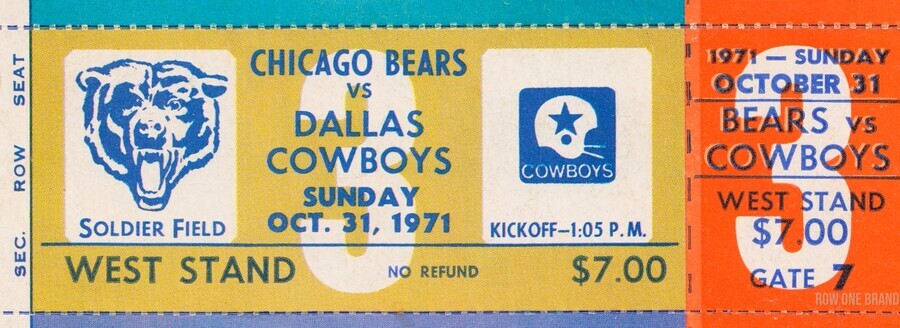 SEC. ROW SEAT
3
CHICAGO BEARS
VS
DALLAS
COWBOYS
SUNDAY
OCT. 31, 1971
SOLDIER FIELD
COWBOYS
KICKOFF–1:05 P.M.
WEST STAND
NO REFUND
$7.00
3
1971 — SUNDAY
OCTOBER 31
BEARS VS
COWBOYS
WEST STAND
$7.00
GATE 7
ROW ONE BRAND